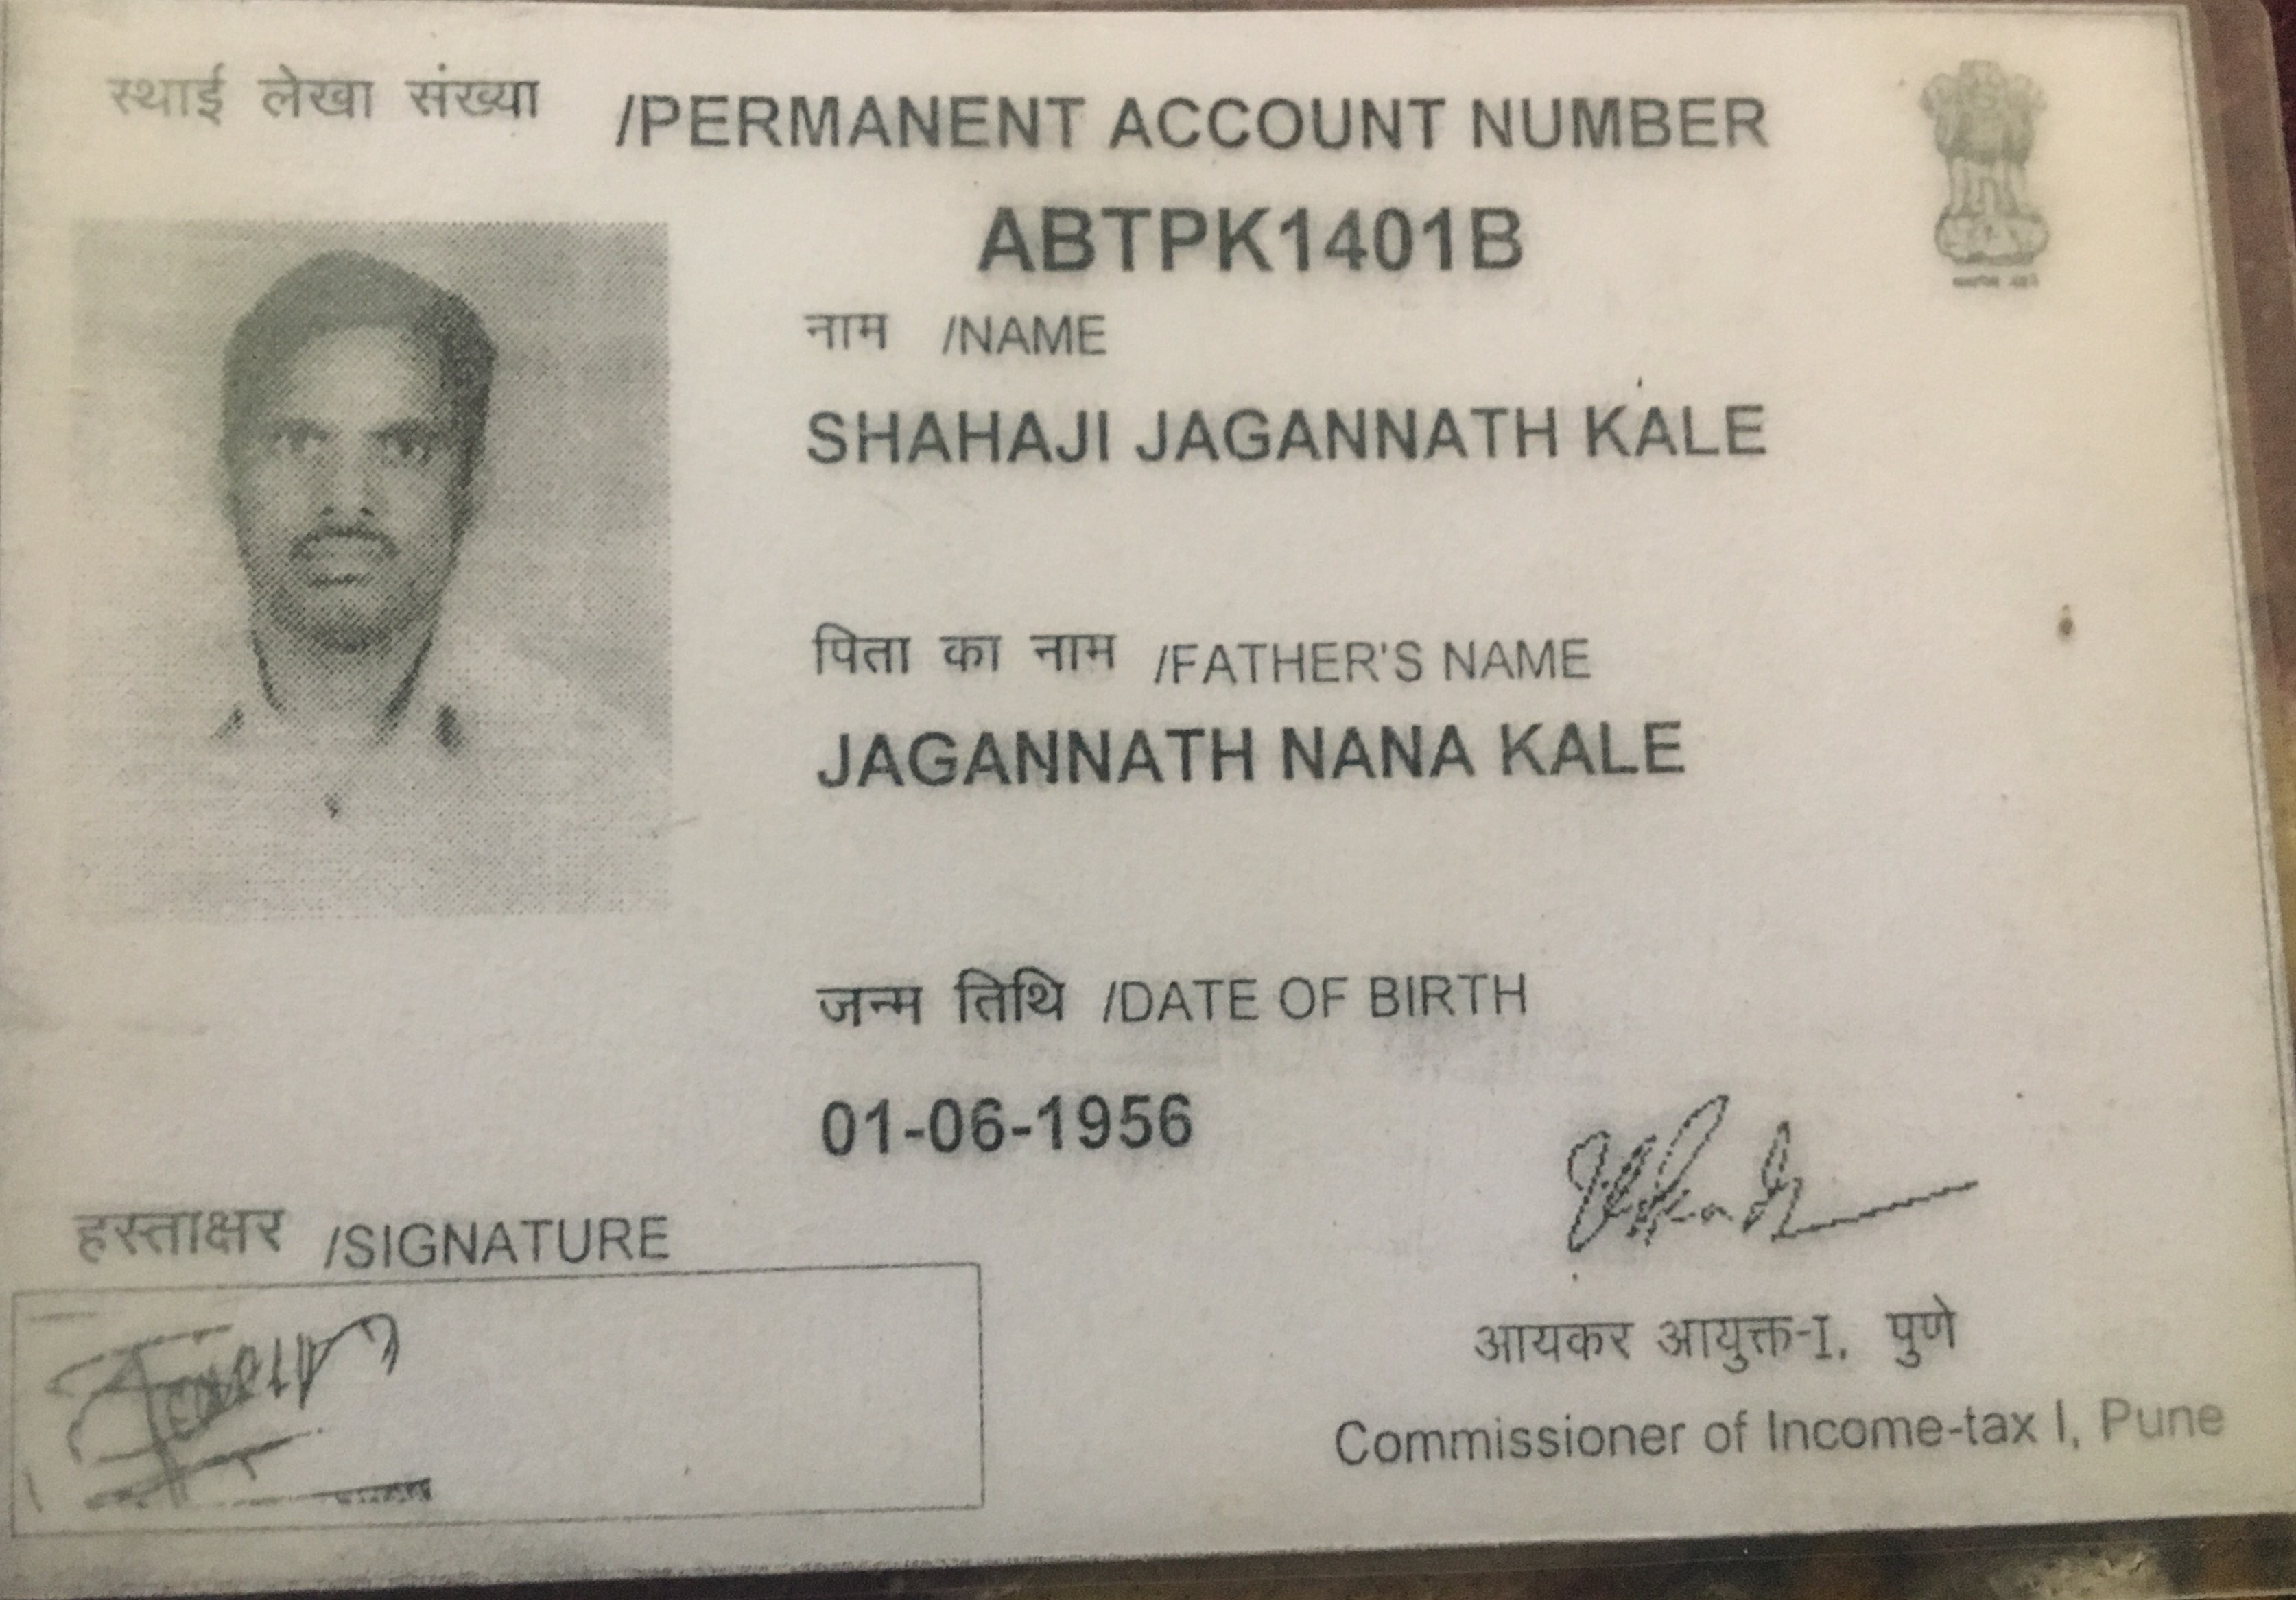 स्थाई लेखा संख्या /PERMANENT ACCOUNT NUMBER
ABTPK1401B
नाम /NAME
SHAHAJI JAGANNATH KALE
पिता का नाम /FATHER'S NAME
JAGANNATH NANA KALE
जन्म तिथि /DATE OF BIRTH
01-06-1956
हस्ताक्षर /SIGNATURE
आयकर आयुक्त-I, पुणे
Commissioner of Income-tax I, Pune